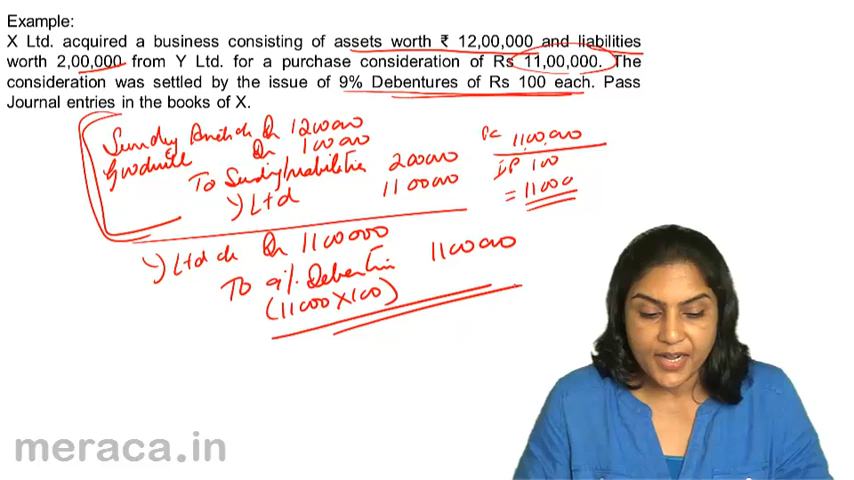 Example:
X Ltd. acquired a business consisting of assets worth ₹ 12,00,000 and liabilities
worth 2,00,000 from Y Ltd. for a purchase consideration of Rs 11,00,000. The
consideration was settled by the issue of 9% Debentures of Rs 100 each. Pass
Journal entries in the books of X.
Sundry Dr 1200000
Goodwill Dr 100000
To Sundry liabilities 200000
Y Ltd 1100000
PC 1100,000
IP 100
= 11000
Y Ltd Dr 1100000
To 9% Debenture 1100000
(11000 X 100)
meraca.in